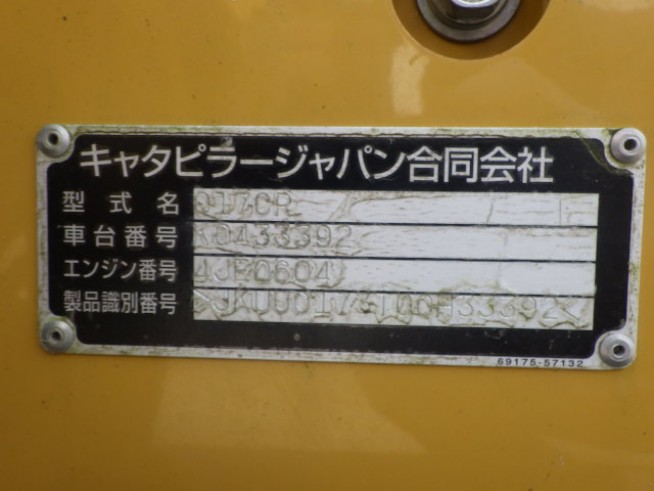 キャタピラージャパン合同会社
型式名 017CR
車台番号 K0433392
エンジン番号 4JR0604
製品識別番号
69175-57132